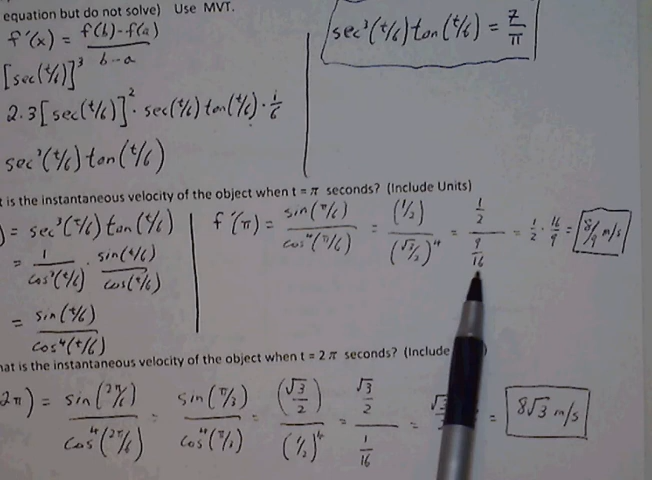 equation but do not solve) Use MVT.
f'(x) = f(b)-f(a) / b-a
sec³(t/6)tan(t/6) = 7/π
[sec(t/6)]³
2·3[sec(t/6)]²·sec(t/6)tan(t/6)·1/6
sec³(t/6)tan(t/6)
is the instantaneous velocity of the object when t = π seconds? (Include Units)
) = sec³(t/6)tan(t/6)
= 1/cos³(t/6) · sin(t/6)/cos(t/6)
= sin(t/6)/cos⁴(t/6)
f'(π) = sin(π/6)/cos⁴(π/6) = (1/2)/(√3/2)⁴ = 1/2 / 9/16 = 1/2 · 16/9 = 8/9 m/s
hat is the instantaneous velocity of the object when t = 2π seconds? (Include
2π) = sin(2π/6)/cos⁴(2π/6) = sin(π/3)/cos⁴(π/3) = (√3/2)/(1/2)⁴ = √3/2 / 1/16 = = 8√3 m/s